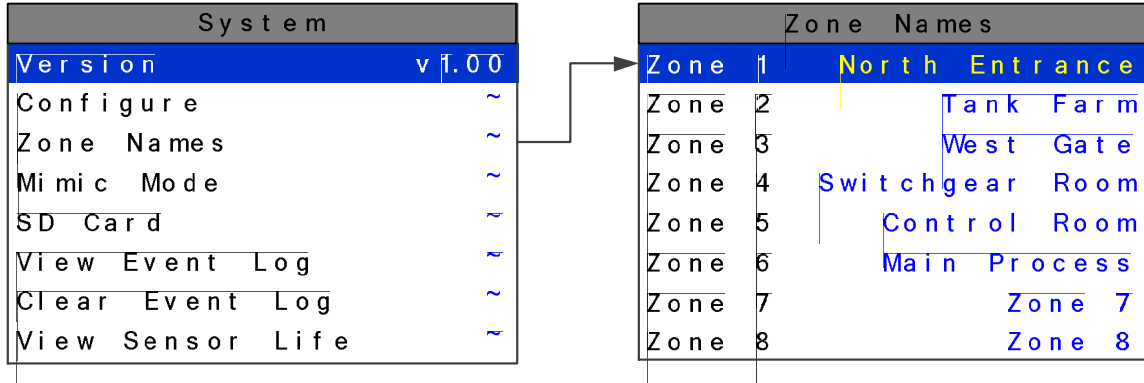 System
Version v1.00
Configure ~
Zone Names ~
Mimic Mode ~
SD Card ~
View Event Log ~
Clear Event Log ~
View Sensor Life ~
Zone Names
Zone 1 North Entrance
Zone 2 Tank Farm
Zone 3 West Gate
Zone 4 Switchgear Room
Zone 5 Control Room
Zone 6 Main Process
Zone 7 Zone 7
Zone 8 Zone 8